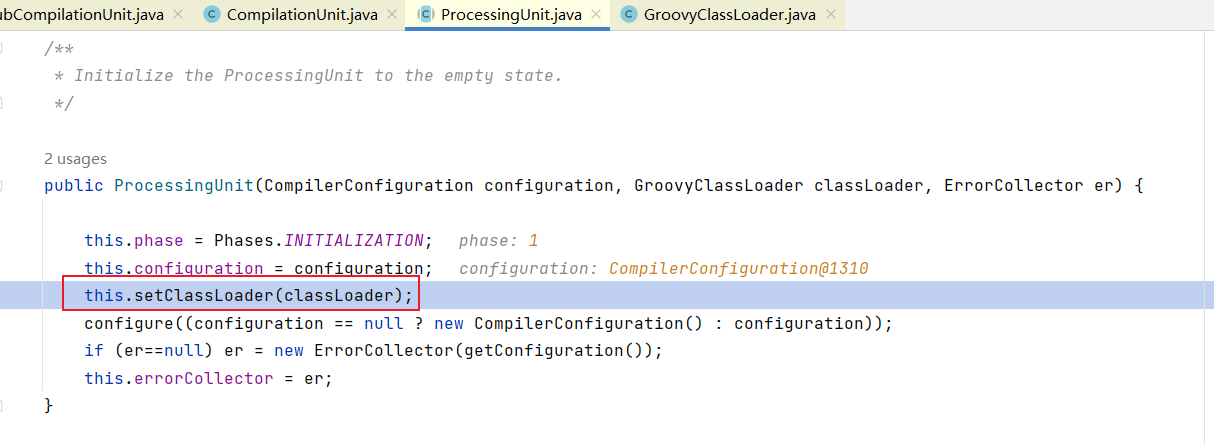 ubCompilationUnit.java × C CompilationUnit.java × C ProcessingUnit.java × C GroovyClassLoader.java ×
/**
* Initialize the ProcessingUnit to the empty state.
*/
2 usages
public ProcessingUnit(CompilerConfiguration configuration, GroovyClassLoader classLoader, ErrorCollector er) {
this.phase = Phases.INITIALIZATION; phase: 1
this.configuration = configuration; configuration: CompilerConfiguration@1310
this.setClassLoader(classLoader);
configure((configuration == null ? new CompilerConfiguration() : configuration));
if (er==null) er = new ErrorCollector(getConfiguration());
this.errorCollector = er;
}